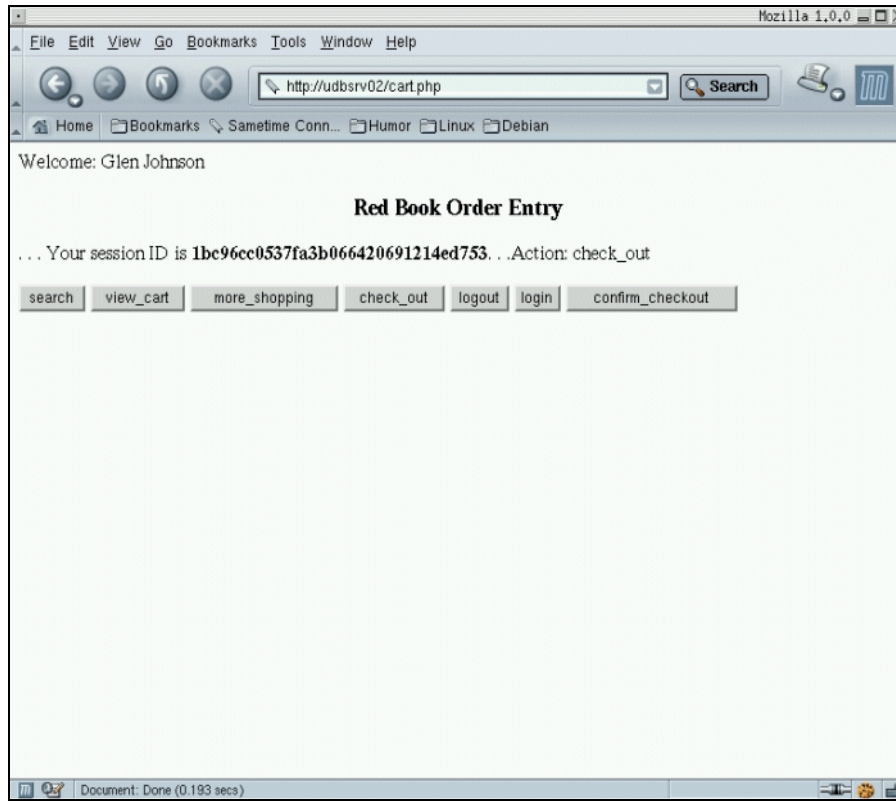 Mozilla 1.0.0
File Edit View Go Bookmarks Tools Window Help
http://udbsrv02/cart.php Search
Home Bookmarks Sametime Conn... Humor Linux Debian
Welcome: Glen Johnson
Red Book Order Entry
. . . Your session ID is 1bc96cc0537fa3b066420691214ed753. . .Action: check_out
search view_cart more_shopping check_out logout login confirm_checkout
Document: Done (0.193 secs)